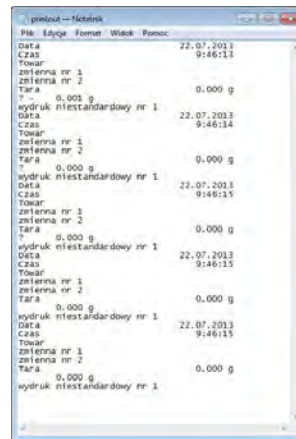 printout — Notatnik
Plik Edycja Format Widok Pomoc
Data 22.07.2013
Czas 9:46:13
Towar
zmienna nr 1
zmienna nr 2
Tara 0.000 g
? - 0.001 g
wydruk niestandardowy nr 1
Data 22.07.2013
Czas 9:46:14
Towar
zmienna nr 1
zmienna nr 2
Tara 0.000 g
? 0.000 g
wydruk niestandardowy nr 1
Data 22.07.2013
Czas 9:46:15
Towar
zmienna nr 1
zmienna nr 2
Tara 0.000 g
? 0.000 g
wydruk niestandardowy nr 1
Data 22.07.2013
Czas 9:46:15
Towar
zmienna nr 1
zmienna nr 2
Tara 0.000 g
0.000 g
wydruk niestandardowy nr 1
Data 22.07.2013
Czas 9:46:15
Towar
zmienna nr 1
zmienna nr 2
Tara 0.000 g
0.000 g
wydruk niestandardowy nr 1